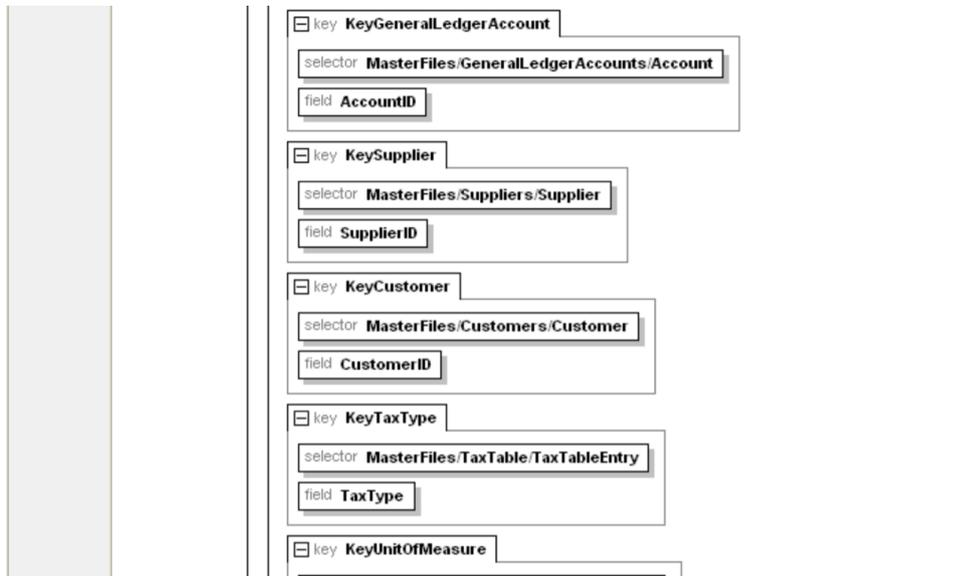 key KeyGeneralLedgerAccount
selector MasterFiles/GeneralLedgerAccounts/Account
field AccountID
key KeySupplier
selector MasterFiles/Suppliers/Supplier
field SupplierID
key KeyCustomer
selector MasterFiles/Customers/Customer
field CustomerID
key KeyTaxType
selector MasterFiles/TaxTable/TaxTableEntry
field TaxType
key KeyUnitOfMeasure